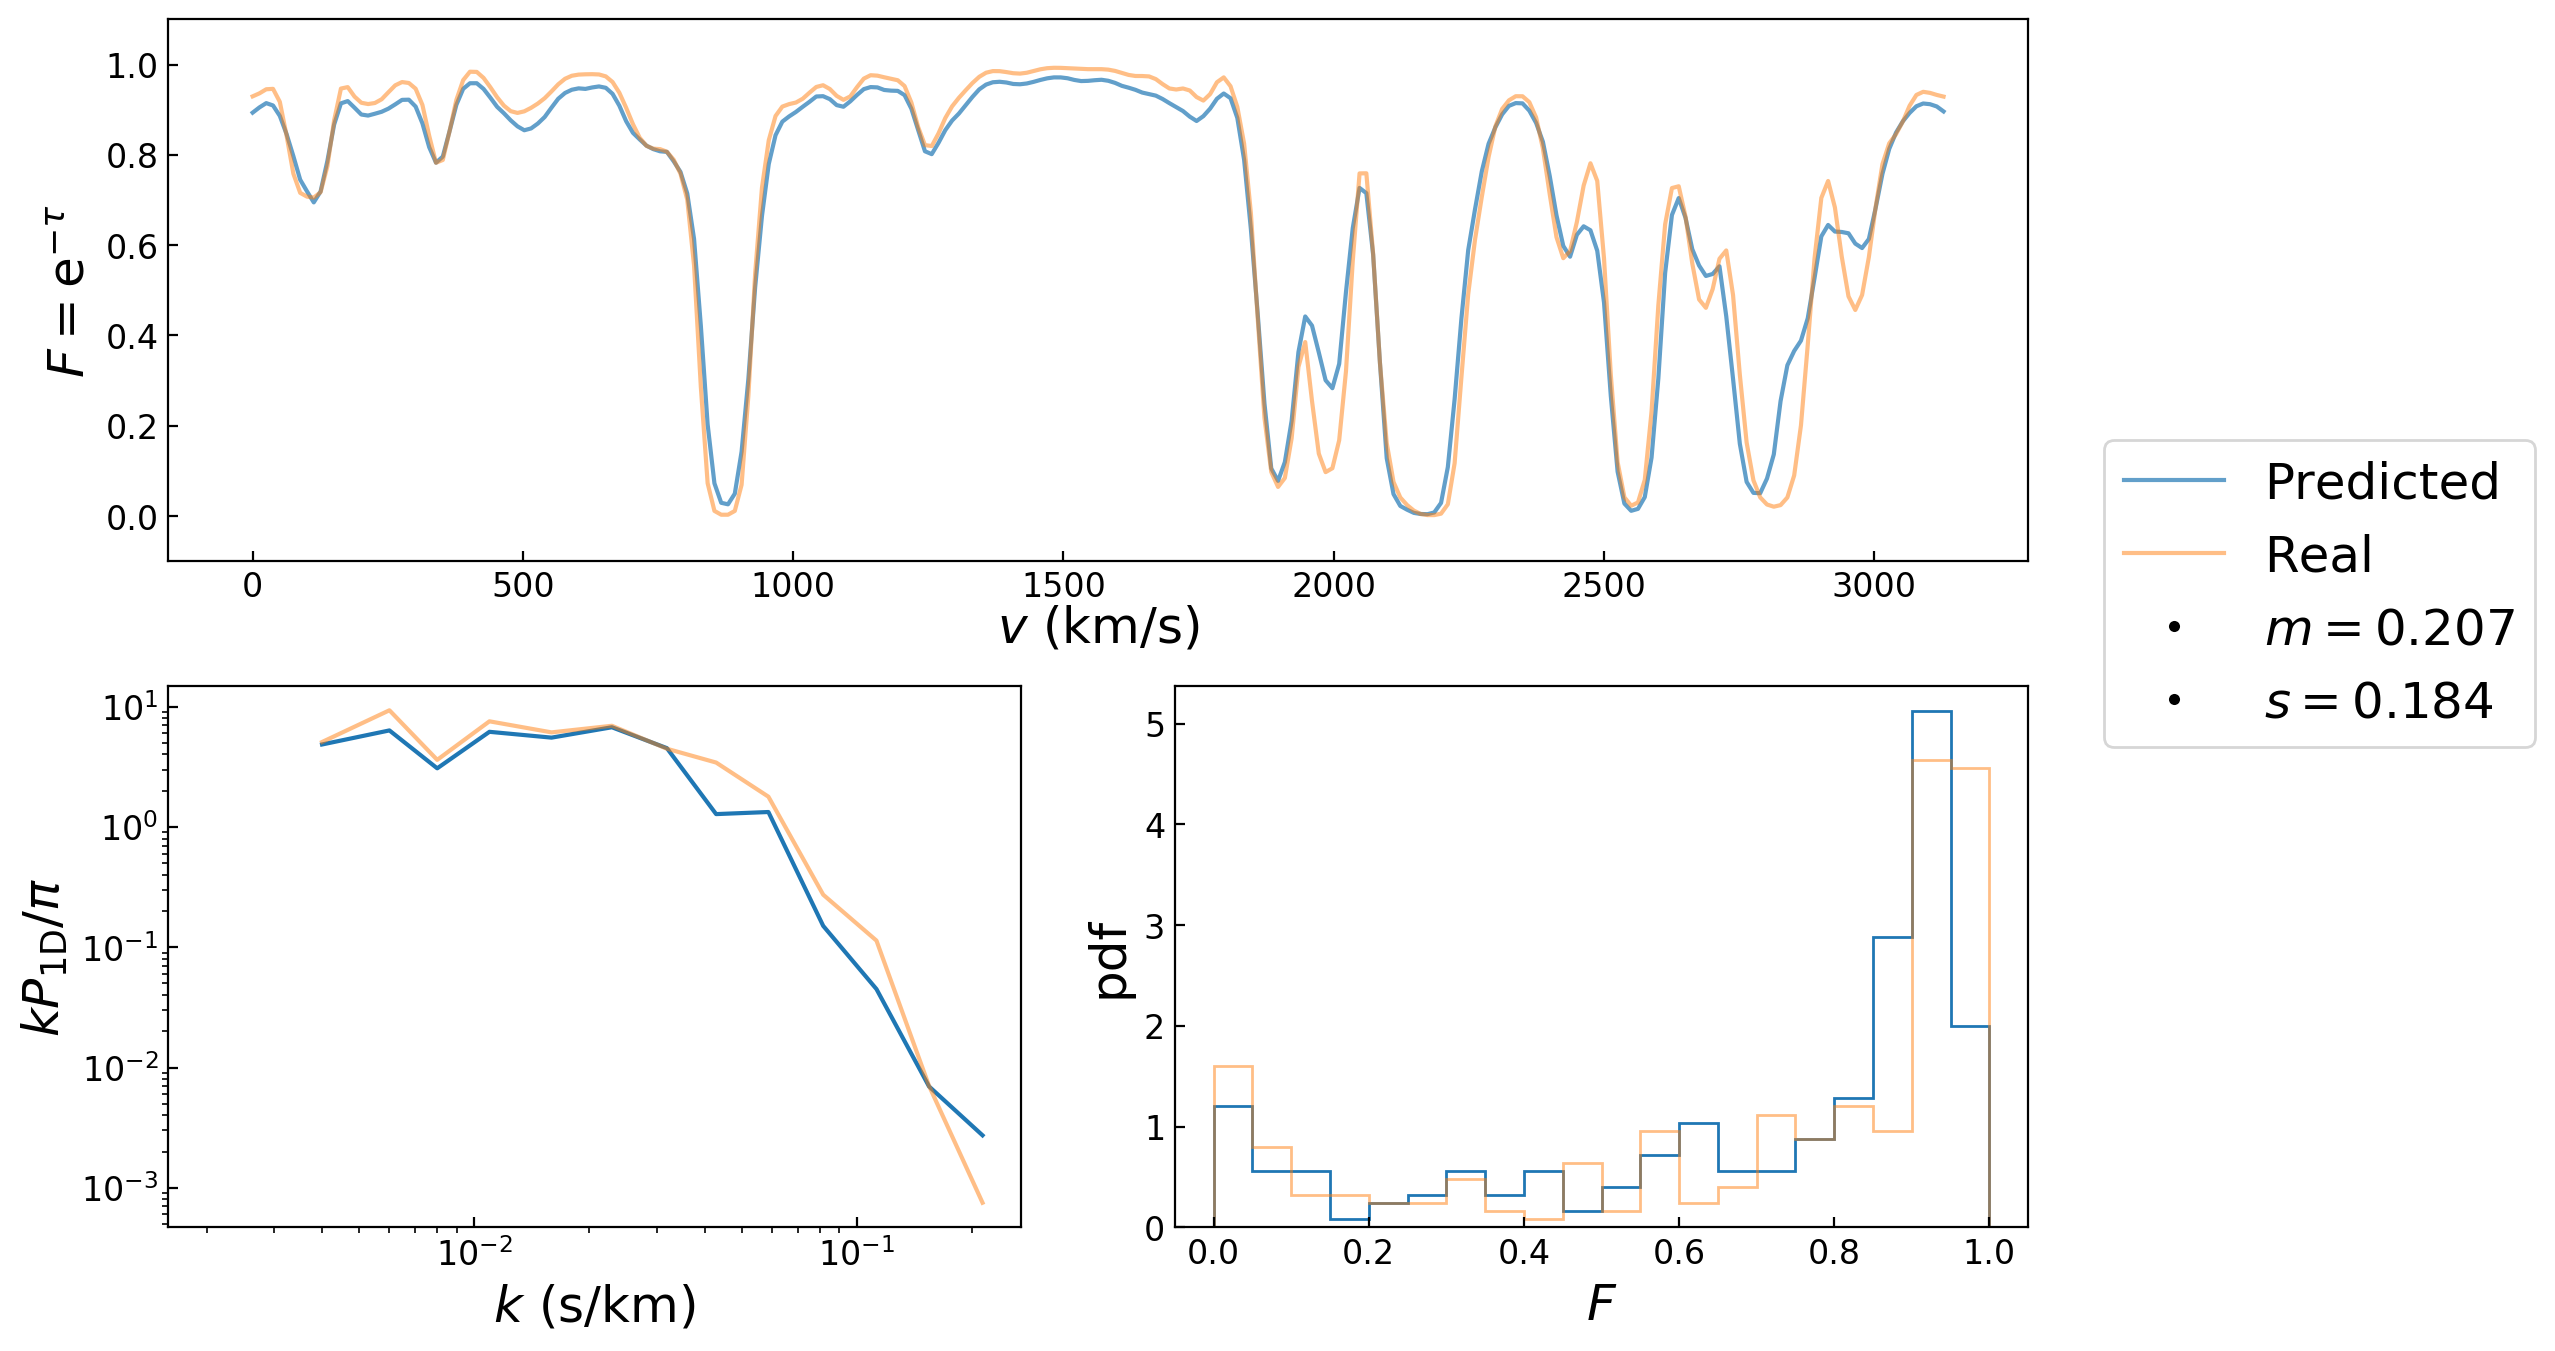 1.0
0.8
0.6
0.4
0.2
0.0
F = e^{−τ}
0 500 1000 1500 2000 2500 3000
v (km/s)
Predicted
Real
m = 0.207
s = 0.184
10^1
10^0
10^{−1}
10^{−2}
10^{−3}
kP_{1D}/π
10^{−2} 10^{−1}
k (s/km)
5
4
3
2
1
0
pdf
0.0 0.2 0.4 0.6 0.8 1.0
F